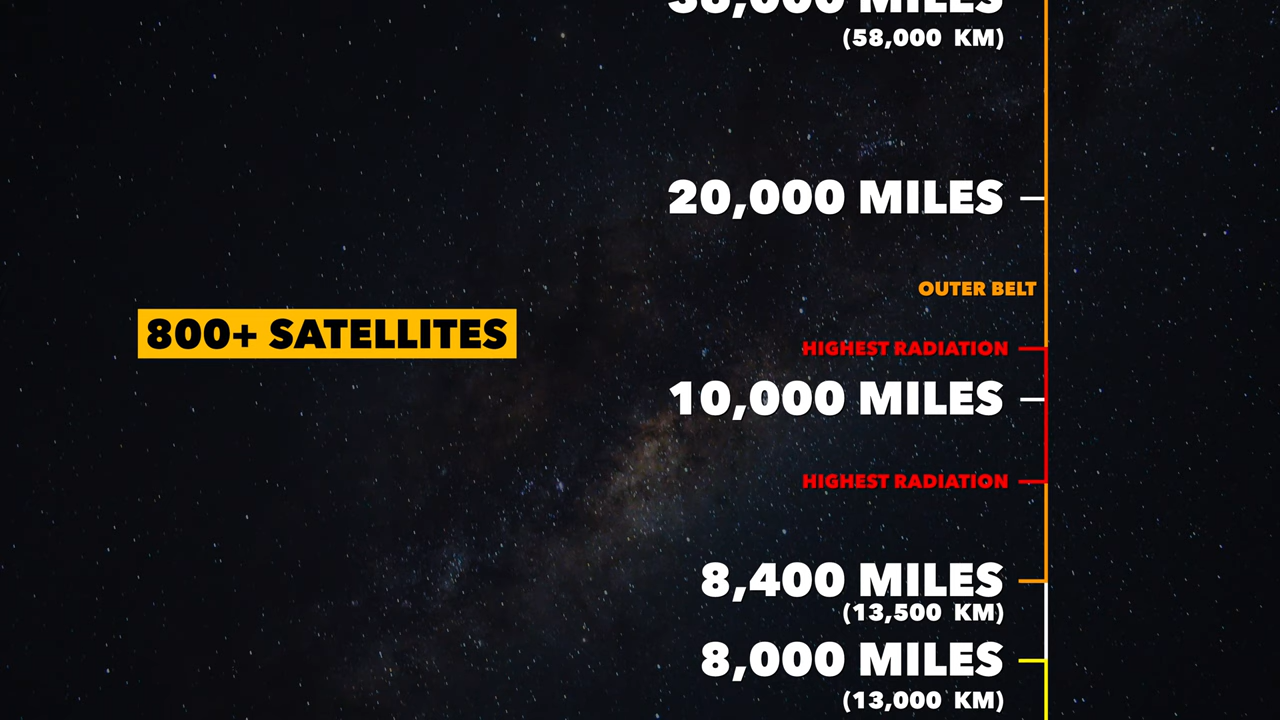 (58,000 KM)
20,000 MILES
OUTER BELT
800+ SATELLITES
HIGHEST RADIATION
10,000 MILES
HIGHEST RADIATION
8,400 MILES
(13,500 KM)
8,000 MILES
(13,000 KM)